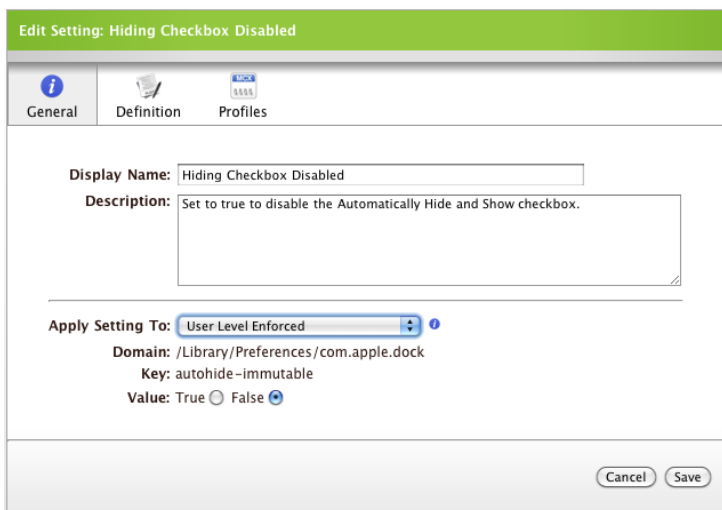 Edit Setting: Hiding Checkbox Disabled
General Definition Profiles
MCX
Display Name: Hiding Checkbox Disabled
Description: Set to true to disable the Automatically Hide and Show checkbox.
Apply Setting To: User Level Enforced
Domain: /Library/Preferences/com.apple.dock
Key: autohide-immutable
Value: True False
Cancel Save